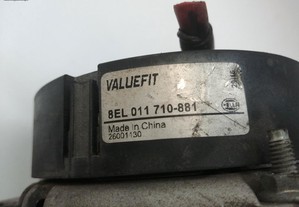 VALUEFIT
8EL 011 710-881
Made in China
26001130